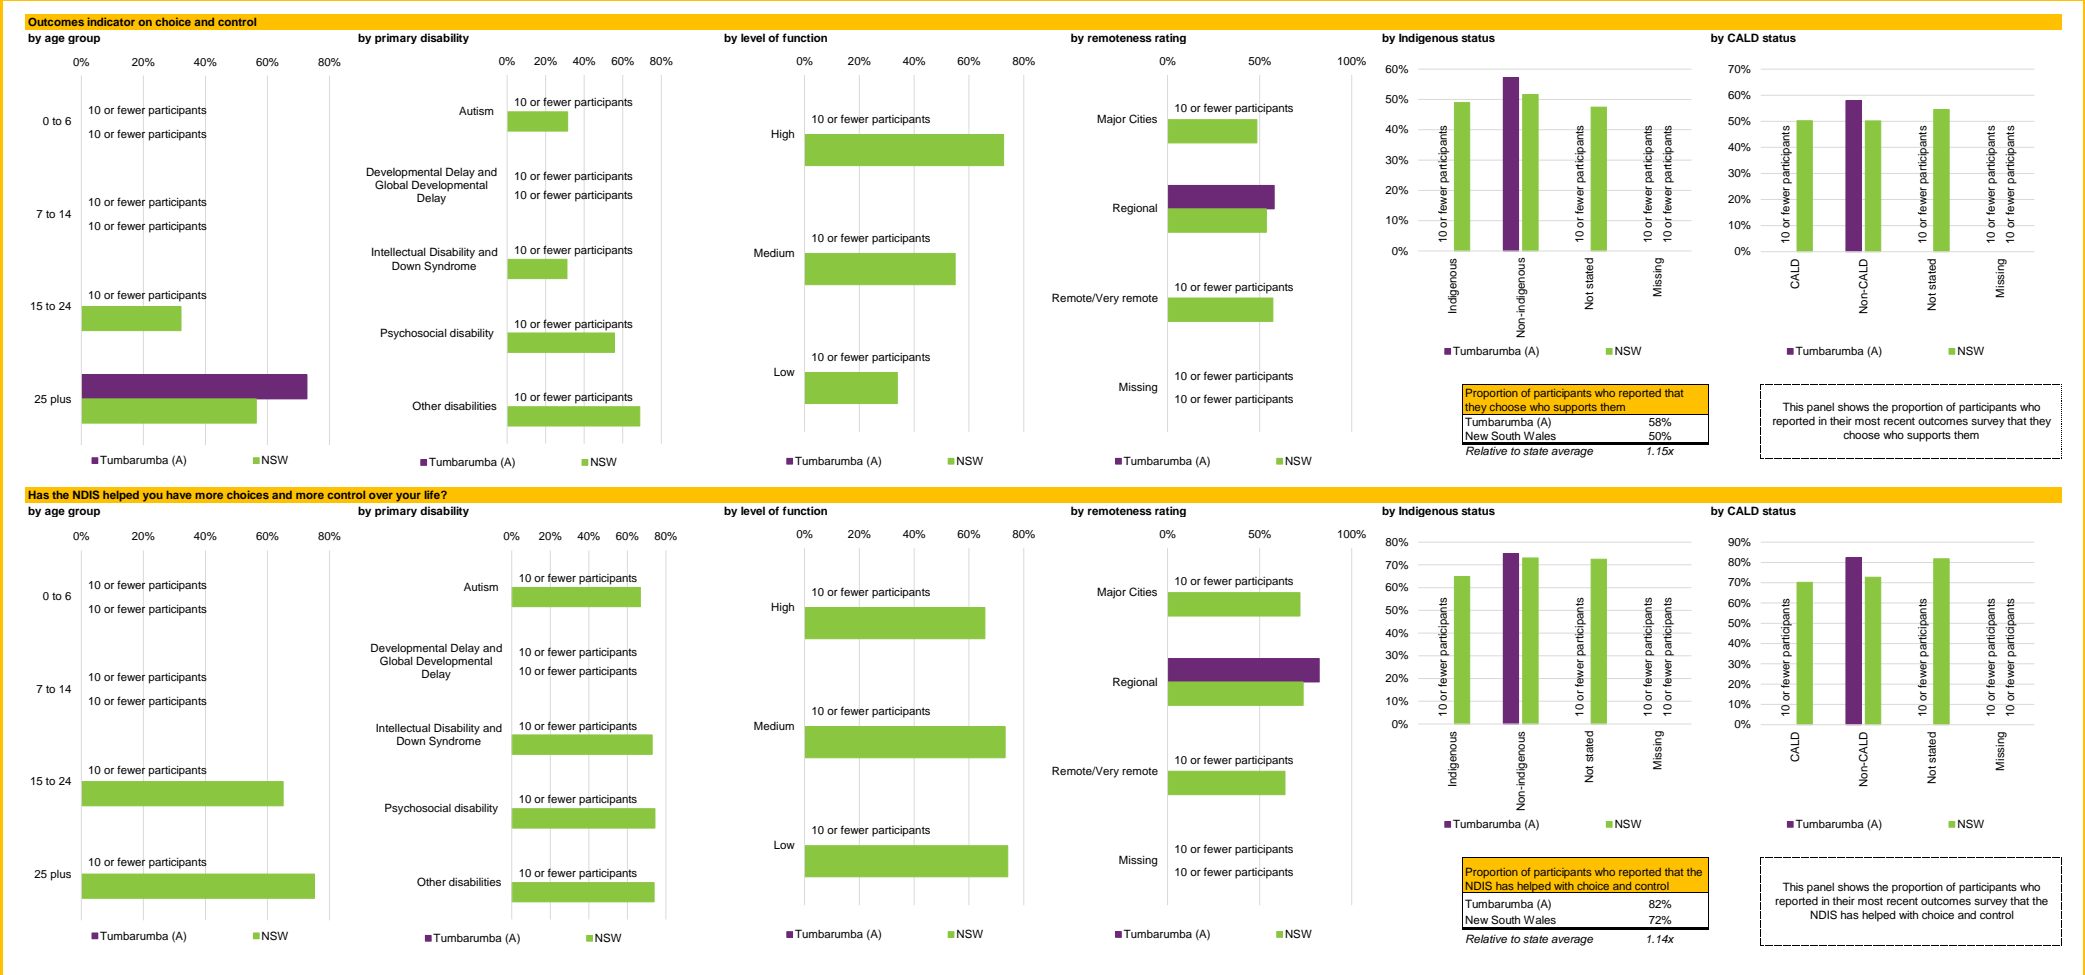 Outcomes indicator on choice and control
by age group
0%
20%
40%
60%
80%
0 to 6
10 or fewer participants
10 or fewer participants
7 to 14
10 or fewer participants
10 or fewer participants
15 to 24
10 or fewer participants
25 plus
Tumbarumba (A)
NSW
by primary disability
0%
20%
40%
60%
80%
Autism
10 or fewer participants
Developmental Delay and
Global Developmental
Delay
10 or fewer participants
10 or fewer participants
Intellectual Disability and
Down Syndrome
10 or fewer participants
Psychosocial disability
10 or fewer participants
Other disabilities
10 or fewer participants
Tumbarumba (A)
NSW
by level of function
0%
20%
40%
60%
80%
High
10 or fewer participants
Medium
10 or fewer participants
Low
10 or fewer participants
Tumbarumba (A)
NSW
by remoteness rating
0%
50%
100%
Major Cities
10 or fewer participants
Regional
Remote/Very remote
10 or fewer participants
Missing
10 or fewer participants
10 or fewer participants
Tumbarumba (A)
NSW
by Indigenous status
60%
50%
40%
30%
20%
10%
0%
10 or fewer participants
10 or fewer participants
10 or fewer participants
10 or fewer participants
Indigenous
Non-indigenous
Not stated
Missing
Tumbarumba (A)
NSW
by CALD status
70%
60%
50%
40%
30%
20%
10%
0%
10 or fewer participants
10 or fewer participants
10 or fewer participants
10 or fewer participants
CALD
Non-CALD
Not stated
Missing
Tumbarumba (A)
NSW
Proportion of participants who reported that
they choose who supports them
Tumbarumba (A) 58%
New South Wales 50%
Relative to state average 1.15x
This panel shows the proportion of participants who
reported in their most recent outcomes survey that they
choose who supports them
Has the NDIS helped you have more choices and more control over your life?
by age group
0%
20%
40%
60%
80%
0 to 6
10 or fewer participants
10 or fewer participants
7 to 14
10 or fewer participants
10 or fewer participants
15 to 24
10 or fewer participants
25 plus
10 or fewer participants
Tumbarumba (A)
NSW
by primary disability
0%
20%
40%
60%
80%
Autism
10 or fewer participants
Developmental Delay and
Global Developmental
Delay
10 or fewer participants
10 or fewer participants
Intellectual Disability and
Down Syndrome
10 or fewer participants
Psychosocial disability
10 or fewer participants
Other disabilities
10 or fewer participants
Tumbarumba (A)
NSW
by level of function
0%
20%
40%
60%
80%
High
10 or fewer participants
Medium
10 or fewer participants
Low
10 or fewer participants
Tumbarumba (A)
NSW
by remoteness rating
0%
50%
100%
Major Cities
10 or fewer participants
Regional
Remote/Very remote
10 or fewer participants
Missing
10 or fewer participants
10 or fewer participants
Tumbarumba (A)
NSW
by Indigenous status
80%
70%
60%
50%
40%
30%
20%
10%
0%
10 or fewer participants
10 or fewer participants
10 or fewer participants
10 or fewer participants
Indigenous
Non-indigenous
Not stated
Missing
Tumbarumba (A)
NSW
by CALD status
90%
80%
70%
60%
50%
40%
30%
20%
10%
0%
10 or fewer participants
10 or fewer participants
10 or fewer participants
10 or fewer participants
CALD
Non-CALD
Not stated
Missing
Tumbarumba (A)
NSW
Proportion of participants who reported that the
NDIS has helped with choice and control
Tumbarumba (A) 82%
New South Wales 72%
Relative to state average 1.14x
This panel shows the proportion of participants who
reported in their most recent outcomes survey that the
NDIS has helped with choice and control